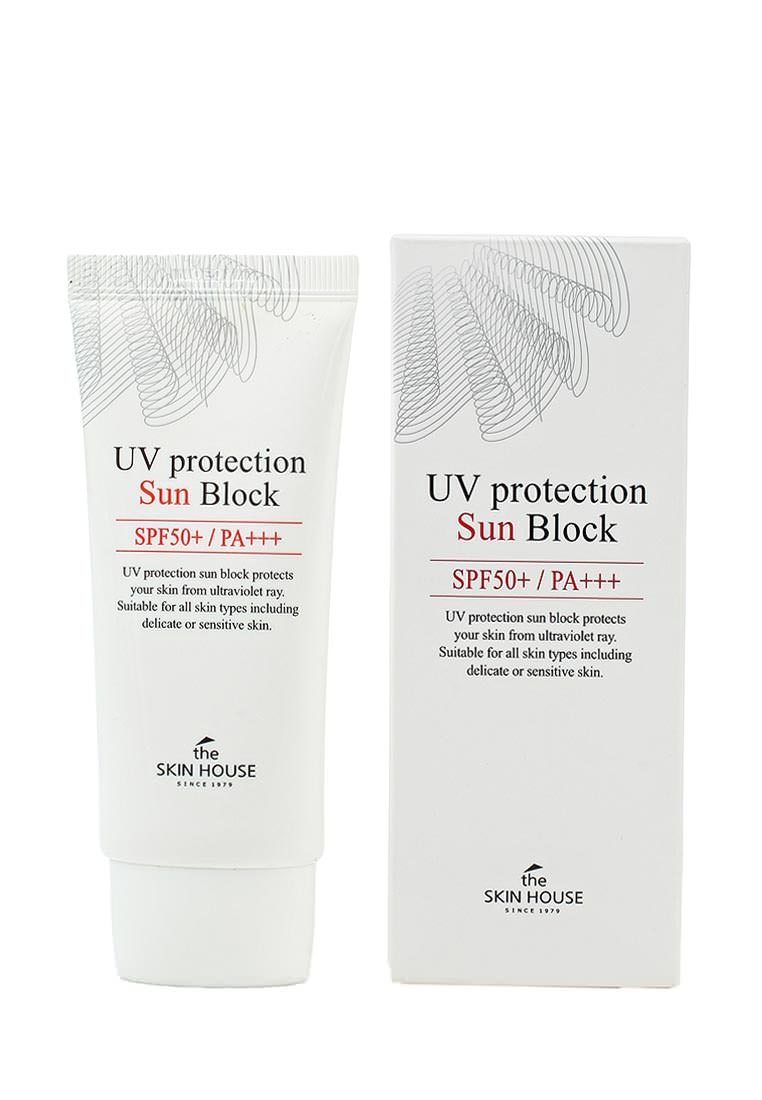 UV protection
Sun Block
SPF50+ / PA+++
UV protection sun block protects
your skin from ultraviolet ray.
Suitable for all skin types including
delicate or sensitive skin.
the
SKIN HOUSE
SINCE 1979
UV protection
Sun Block
SPF50+ / PA+++
UV protection sun block protects
your skin from ultraviolet ray.
Suitable for all skin types including
delicate or sensitive skin.
the
SKIN HOUSE
SINCE 1979